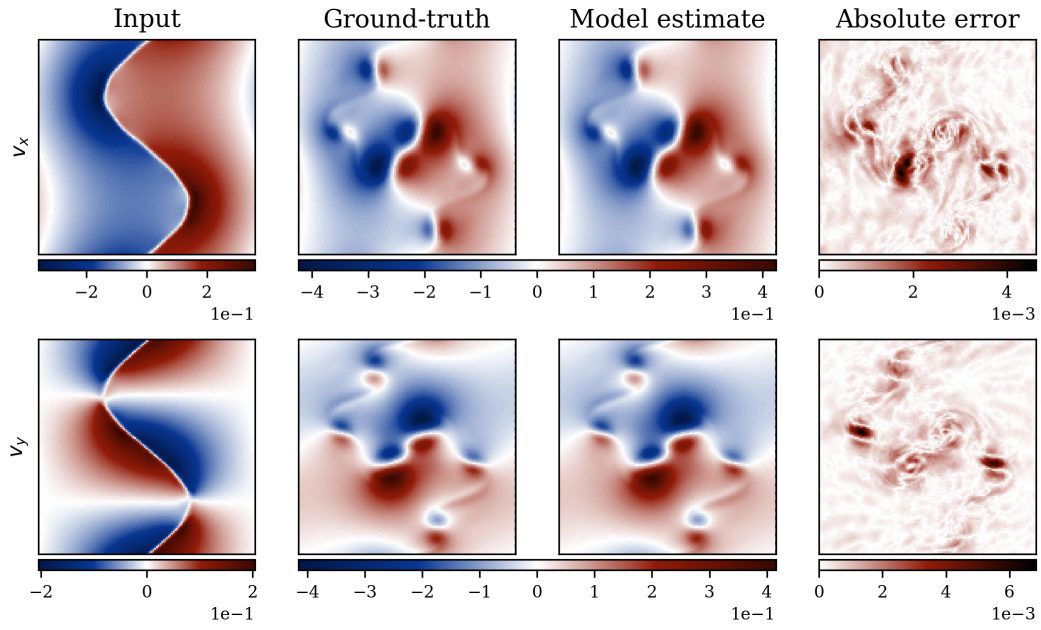 Input Ground-truth Model estimate Absolute error
v_x
−2 0 2 −4 −3 −2 −1 0 1 2 3 4 0 2
1e−1 1e−1 1e−3
v_y
−2 0 2 −4 −3 −2 −1 0 1 2 3 4 0 2 4 6
1e−1 1e−1 1e−3